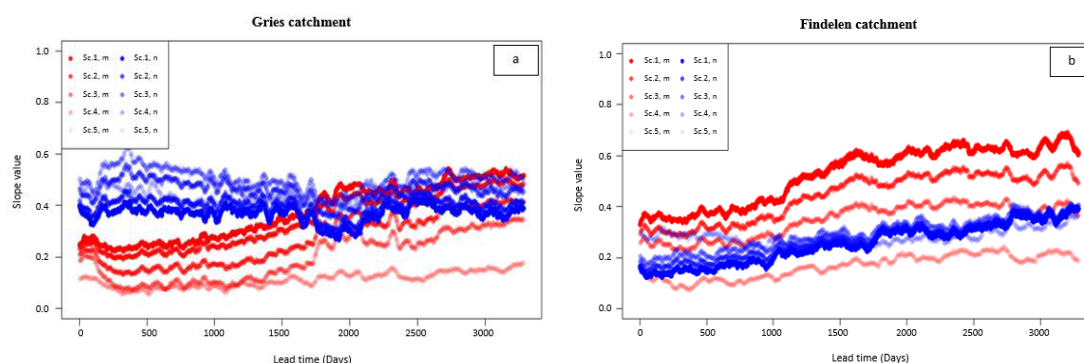 Gries catchment
a
Sc.1, m Sc.1, n
Sc.2, m Sc.2, n
Sc.3, m Sc.3, n
Sc.4, m Sc.4, n
Sc.5, m Sc.5, n
1.0
0.8
0.6
0.4
0.2
0.0
Slope value
0 500 1000 1500 2000 2500 3000
Lead time (Days)
Findelen catchment
b
Sc.1, m Sc.1, n
Sc.2, m Sc.2, n
Sc.3, m Sc.3, n
Sc.4, m Sc.4, n
Sc.5, m Sc.5, n
1.0
0.8
0.6
0.4
0.2
0.0
Slope value
0 500 1000 1500 2000 2500 3000
Lead time (Days)